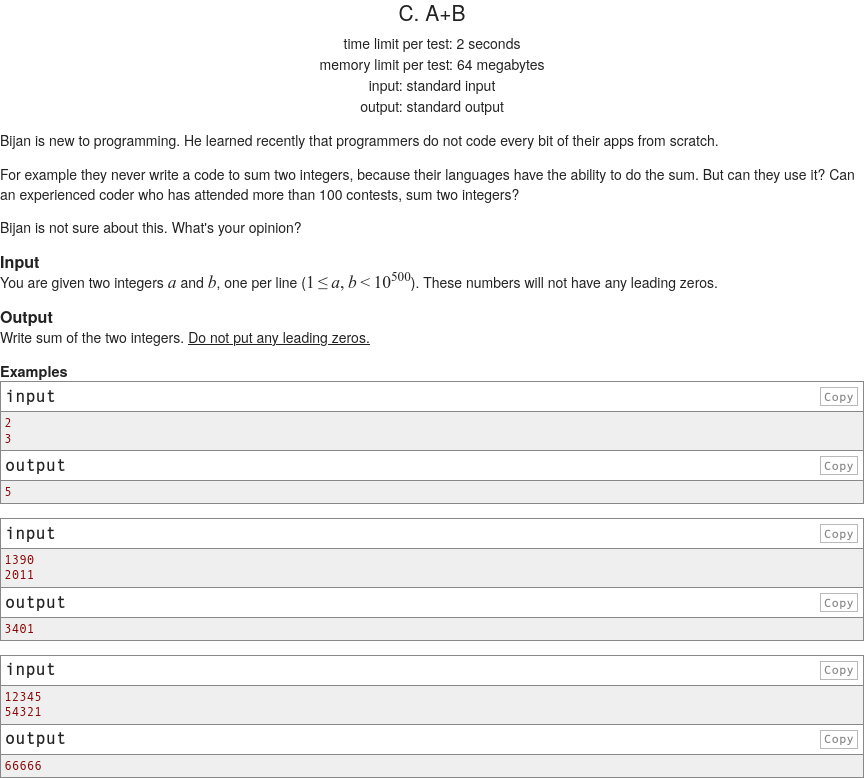 C. A+B
time limit per test: 2 seconds
memory limit per test: 64 megabytes
input: standard input
output: standard output
Bijan is new to programming. He learned recently that programmers do not code every bit of their apps from scratch.
For example they never write a code to sum two integers, because their languages have the ability to do the sum. But can they use it? Can
an experienced coder who has attended more than 100 contests, sum two integers?
Bijan is not sure about this. What's your opinion?
Input
You are given two integers a and b, one per line (1 ≤ a, b < 10^500). These numbers will not have any leading zeros.
Output
Write sum of the two integers. Do not put any leading zeros.
Examples
input Copy
2
3
output Copy
5
input Copy
1390
2011
output Copy
3401
input Copy
12345
54321
output Copy
66666